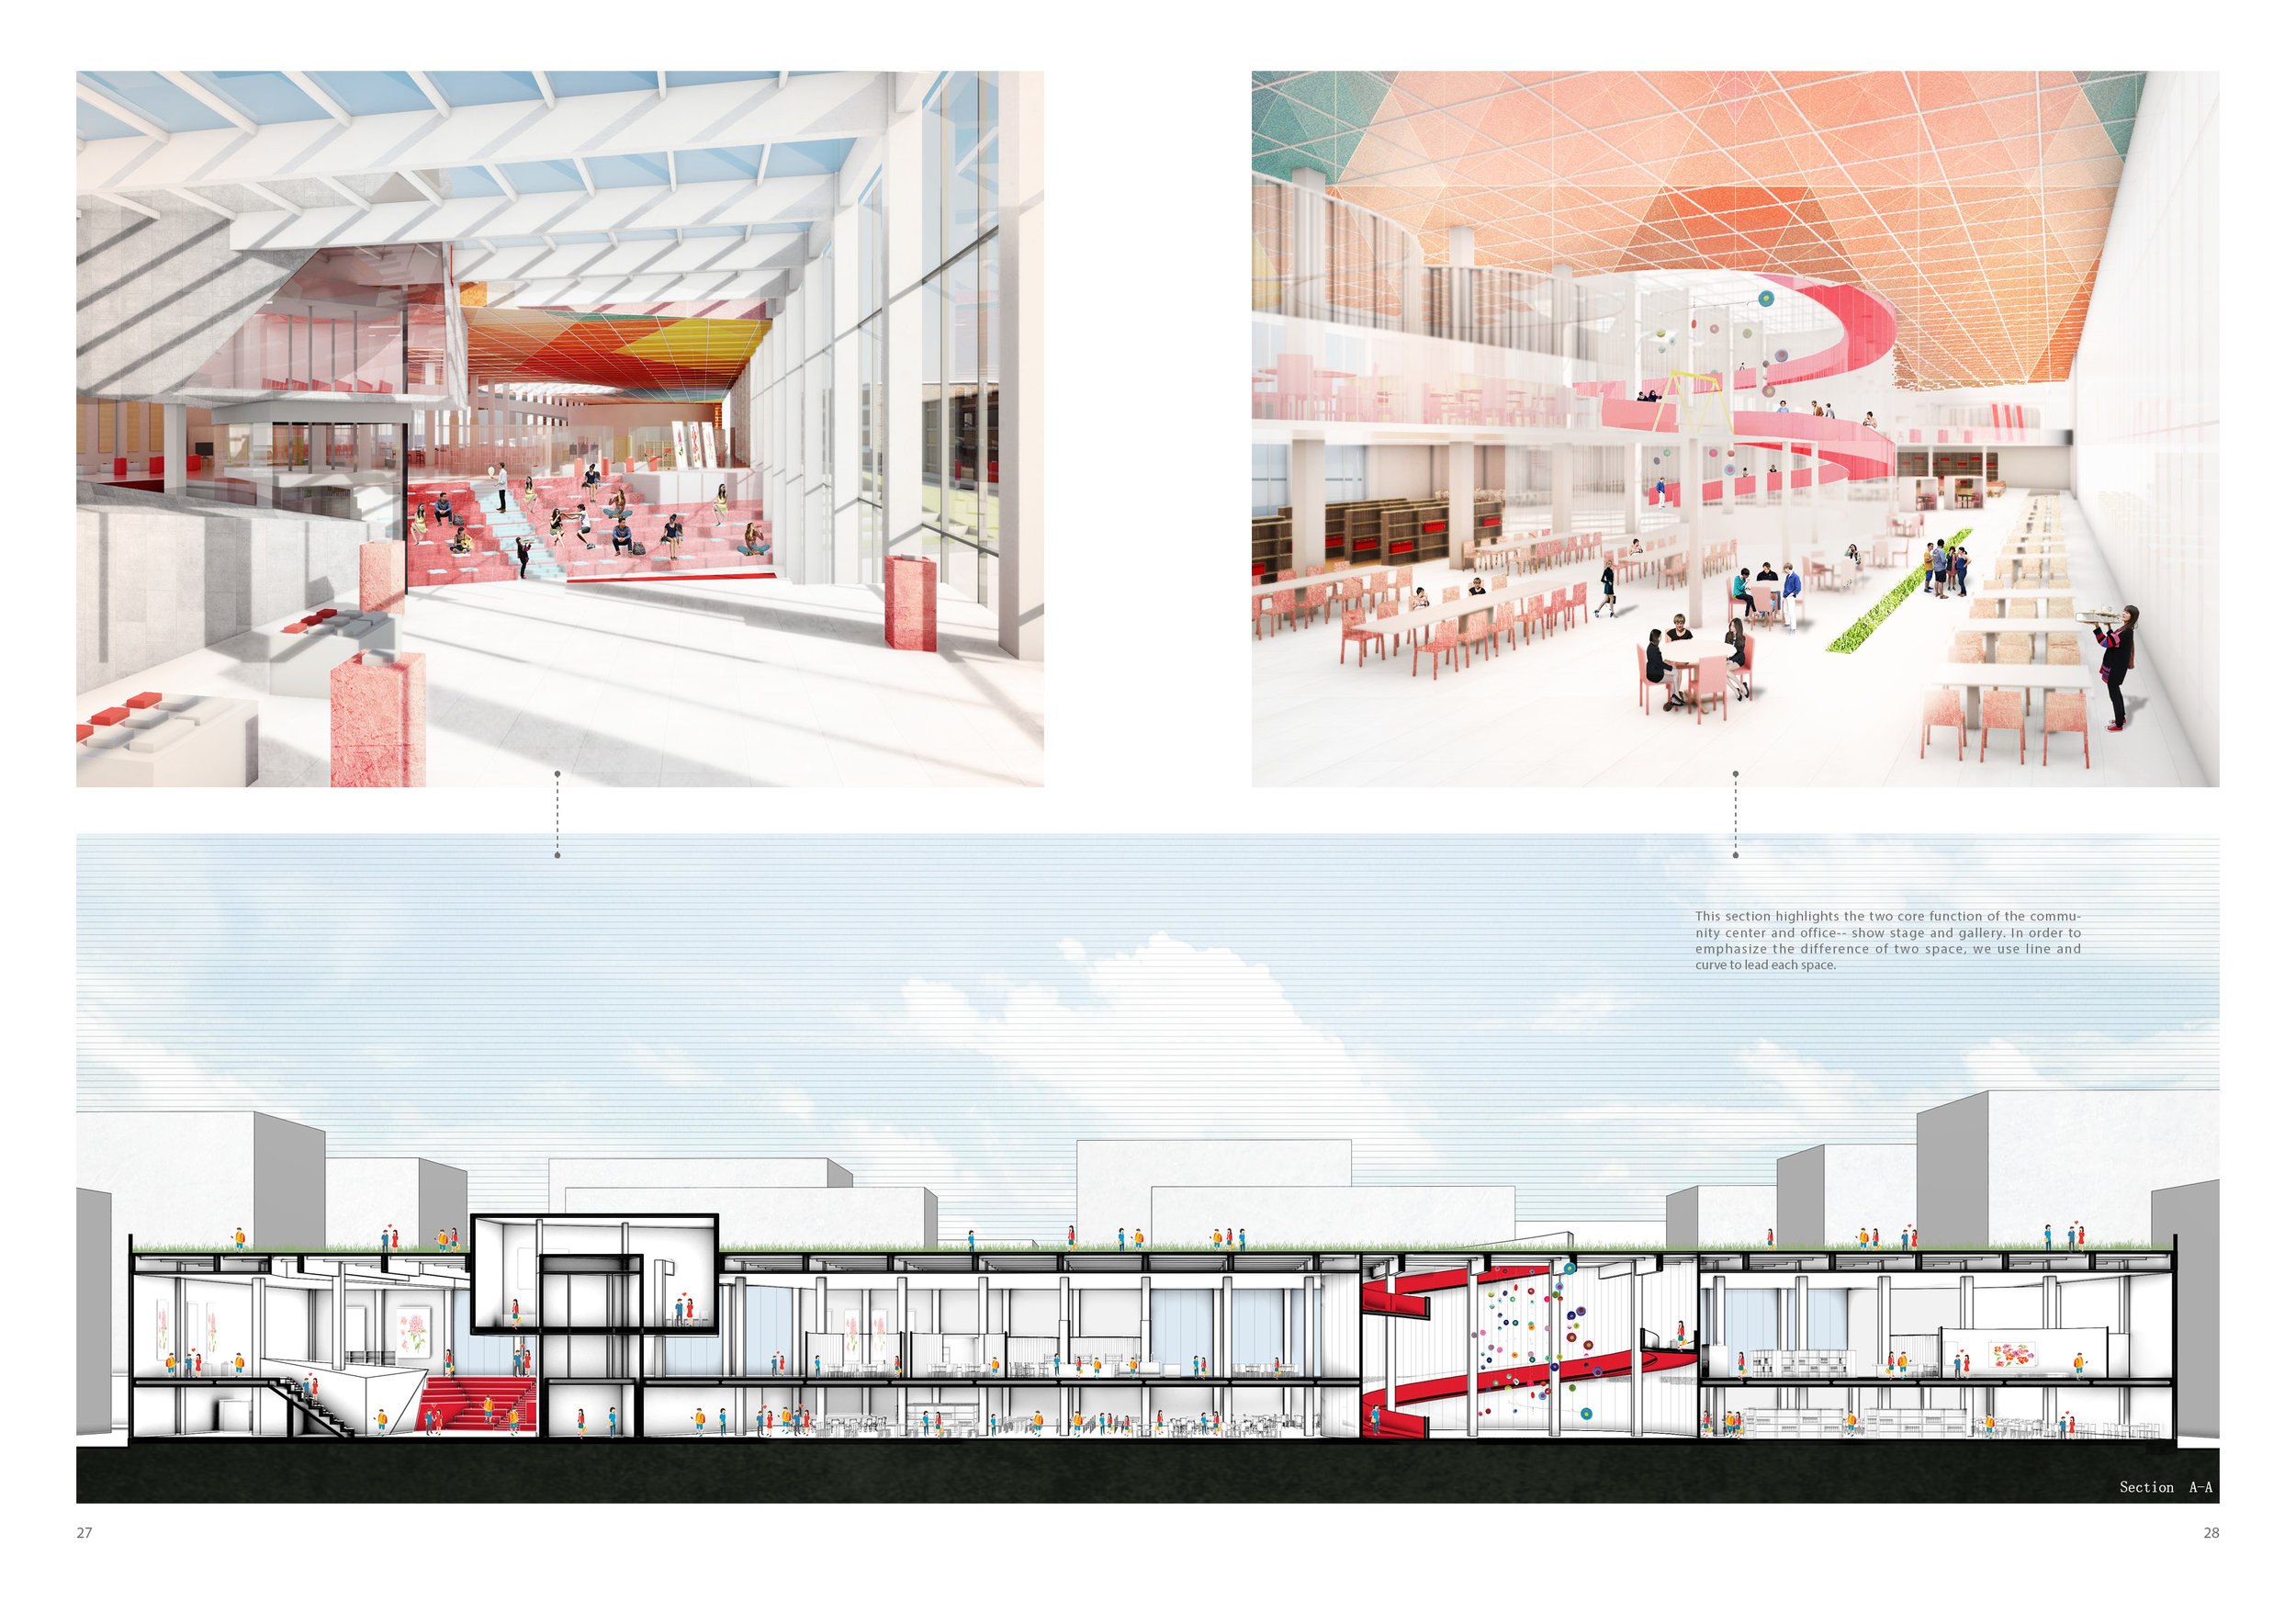 This section highlights the two core function of the commu-
nity center and office-- show stage and gallery. In order to
emphasize the difference of two space, we use line and
curve to lead each space.
Section A-A
27
28